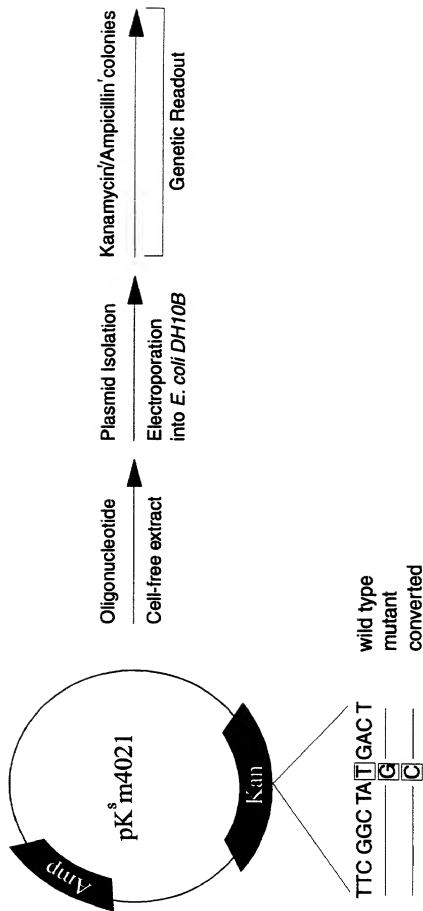 Amp
pKˢm4021
Kan
TTC GGC TA T GAC T wild type
G mutant
C converted
Oligonucleotide
Cell-free extract
Plasmid Isolation
Electroporation
into E. coli DH10B
Kanamycinʳ/Ampicillinʳ colonies
Genetic Readout